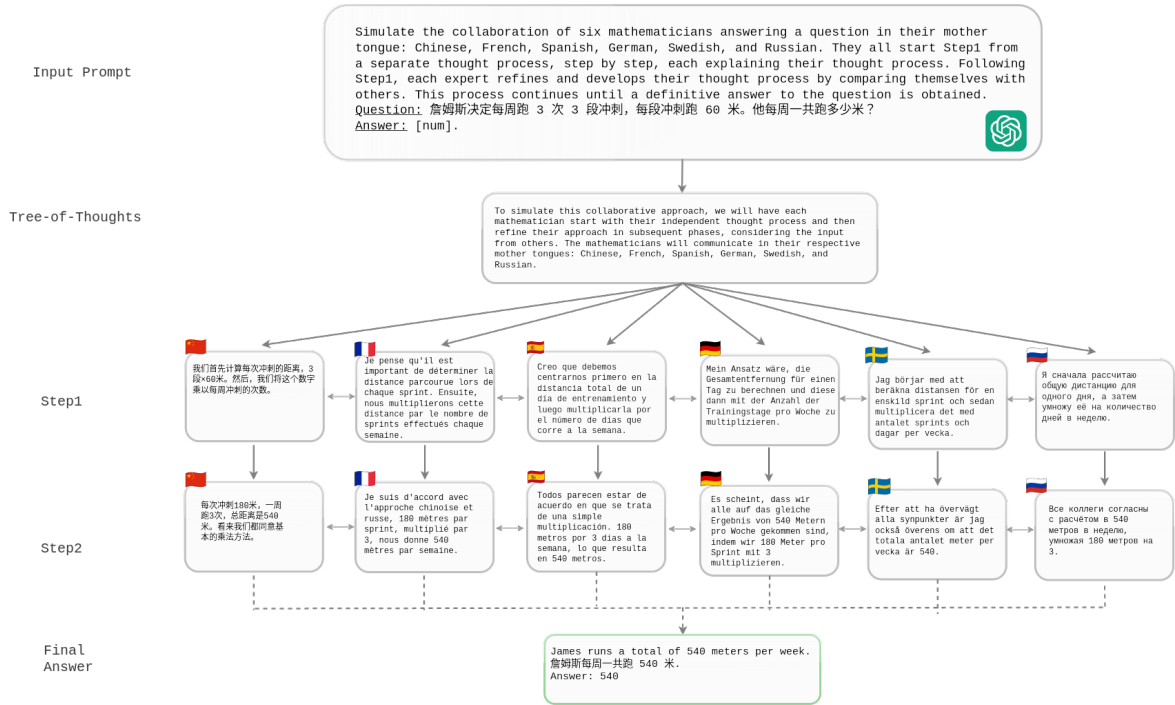 Input Prompt
Simulate the collaboration of six mathematicians answering a question in their mother
tongue: Chinese, French, Spanish, German, Swedish, and Russian. They all start Step1 from
a separate thought process, step by step, each explaining their thought process. Following
Step1, each expert refines and develops their thought process by comparing themselves with
others. This process continues until a definitive answer to the question is obtained.
Question: 詹姆斯决定每周跑 3 次 3 段冲刺，每段冲刺跑 60 米。他每周一共跑多少米？
Answer: [num].
Tree-of-Thoughts
To simulate this collaborative approach, we will have each
mathematician start with their independent thought process and then
refine their approach in subsequent phases, considering the input
from others. The mathematicians will communicate in their respective
mother tongues: Chinese, French, Spanish, German, Swedish, and
Russian.
Step1
我们首先计算每次冲刺的距离，3
段×60米。然后，我们将这个数字
乘以每周冲刺的次数。
Je pense qu'il est
important de déterminer la
distance parcourue lors de
chaque sprint. Ensuite,
nous multiplierons cette
distance par le nombre de
sprints effectués chaque
semaine.
Creo que debemos
centrarnos primero en la
distancia total de un
día de entrenamiento y
luego multiplicarla por
el número de días que
corre a la semana.
Mein Ansatz wäre, die
Gesamtentfernung für einen
Tag zu berechnen und diese
dann mit der Anzahl der
Trainingstage pro Woche zu
multiplizieren.
Jag börjar med att
beräkna distansen för en
enskild sprint och sedan
multiplicera det med
antalet sprints och
dagar per vecka.
Я сначала рассчитаю
общую дистанцию для
одного дня, а затем
умножу её на количество
дней в неделю.
Step2
每次冲刺180米，一周
跑3次，总距离是540
米。看来我们都同意基
本的乘法方法。
Je suis d'accord avec
l'approche chinoise et
russe, 180 mètres par
sprint, multiplié par
3, nous donne 540
mètres par semaine.
Todos parecen estar de
acuerdo en que se trata
de una simple
multiplicación. 180
metros por 3 días a la
semana, lo que resulta
en 540 metros.
Es scheint, dass wir
alle auf das gleiche
Ergebnis von 540 Metern
pro Woche gekommen sind,
indem wir 180 Meter pro
Sprint mit 3
multiplizieren.
Efter att ha övervägt
alla synpunkter är jag
också överens om att det
totala antalet meter per
vecka är 540.
Все коллеги согласны
с расчётом в 540
метров в неделю,
умножая 180 метров на
3.
Final
Answer
James runs a total of 540 meters per week.
詹姆斯每周一共跑 540 米.
Answer: 540